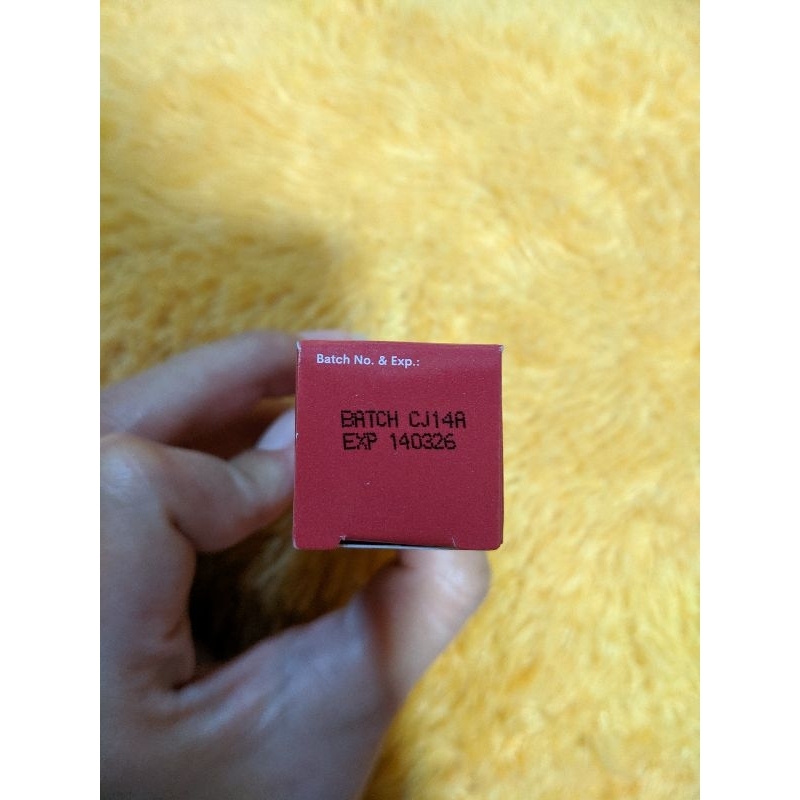 Batch No. & Exp.:
BATCH CJ14A
EXP 140326